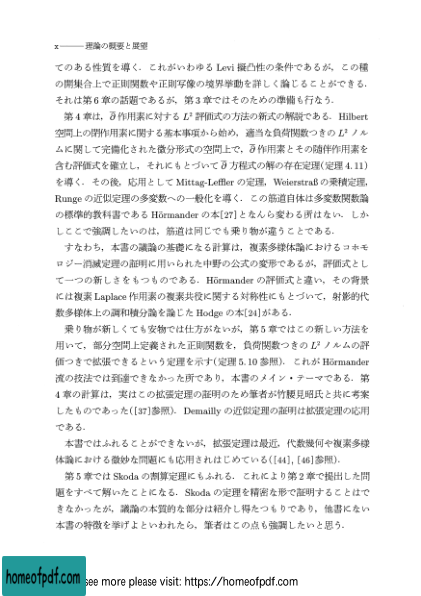 x———理論の概要と展望
てのある性質を導く．これがいわゆる Levi 擬凸性の条件であるが，この種
の開集合上で正則関数や正則写像の境界挙動を詳しく論じることができる．
それは第 6 章の話題であるが，第 3 章ではそのための準備も行なう．
第 4 章は，∂̄ 作用素に対する L² 評価式の方法の新式の解説である．Hilbert
空間上の閉作用素に関する基本事項から始め，適当な負荷関数つきの L² ノル
ムに関して完備化された微分形式の空間上で，∂̄ 作用素とその随伴作用素を
含む評価式を確立し，それにもとづいて ∂̄ 方程式の解の存在定理(定理 4.11)
を導く．その後，応用として Mittag-Leffler の定理，Weierstraß の乗積定理，
Runge の近似定理の多変数への一般化を導く．この筋道自体は多変数関数論
の標準的教科書である Hörmander の本[27]となんら変わる所はない．しか
しここで強調したいのは，筋道は同じでも乗り物が違うことである．
すなわち，本書の議論の基礎になる計算は，複素多様体論におけるコホモ
ロジー消滅定理の証明に用いられた中野の公式の変形であるが，評価式とし
て一つの新しさをもつものである．Hörmander の評価式と違い，その背景
には複素 Laplace 作用素の複素共役に関する対称性にもとづいて，射影的代
数多様体上の調和積分論を論じた Hodge の本[24]がある．
乗り物が新しくても安物では仕方がないが，第 5 章ではこの新しい方法を
用いて，部分空間上定義された正則関数を，負荷関数つきの L² ノルムの評
価つきで拡張できるという定理を示す(定理 5.10 参照)．これが Hörmander
流の技法では到達できなかった所であり，本書のメイン・テーマである．第
4 章の計算は，実はこの拡張定理の証明のため筆者が竹腰見昭氏と共に考案
したものであった([37]参照)．Demailly の近似定理の証明は拡張定理の応用
である．
本書ではふれることができないが，拡張定理は最近，代数幾何や複素多様
体論における微妙な問題にも応用されはじめている([44]，[46]参照)．
第 5 章では Skoda の割算定理にもふれる．これにより第 2 章で提出した問
題をすべて解いたことになる．Skoda の定理を精密な形で証明することはで
きなかったが，議論の本質的な部分は紹介し得たつもりであり，他書にない
本書の特徴を挙げよといわれたら，筆者はこの点も強調したいと思う．
homeofpdf.com
see more please visit: https://homeofpdf.com